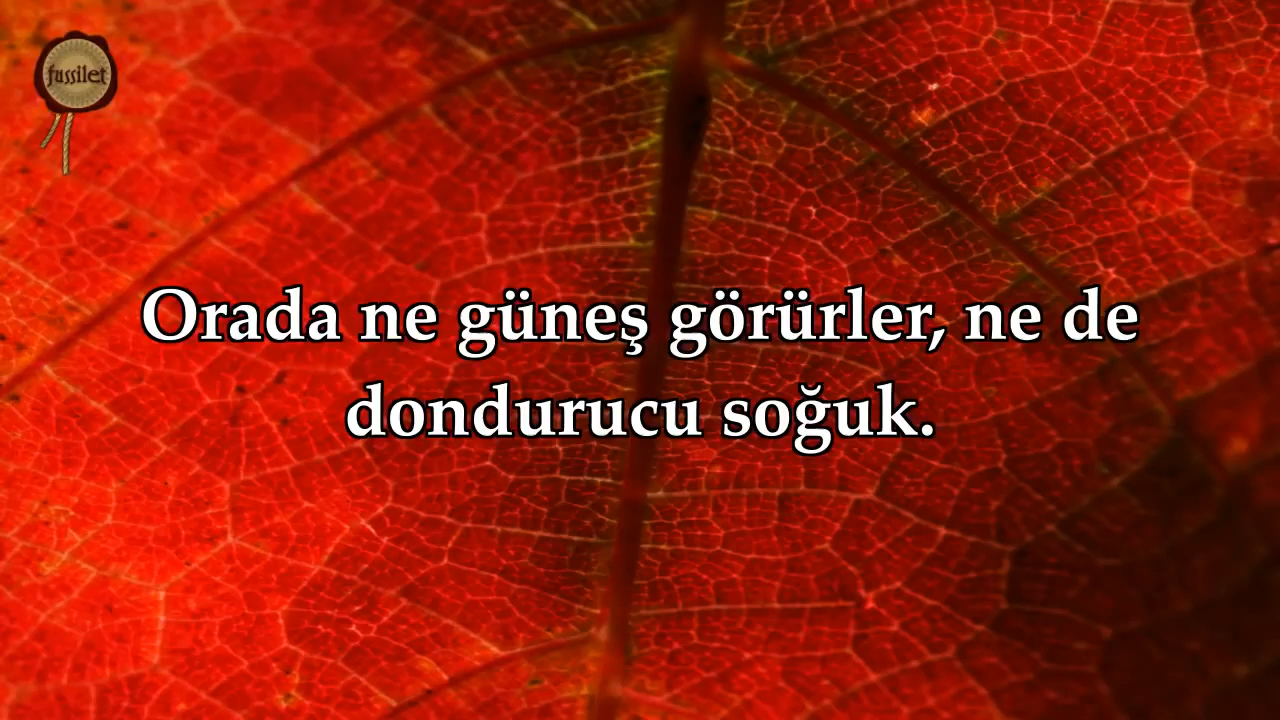 fussilet
Orada ne güneş görürler, ne de
dondurucu soğuk.